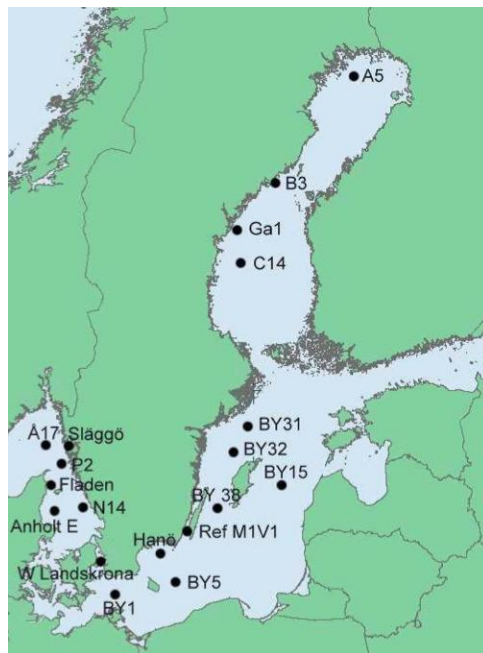 A5
B3
Ga1
C14
BY31
Å17
Släggö
BY32
P2
BY15
Fladen
BY 38
N14
Anholt E
Ref M1V1
Hanö
W Landskrona
BY5
BY1